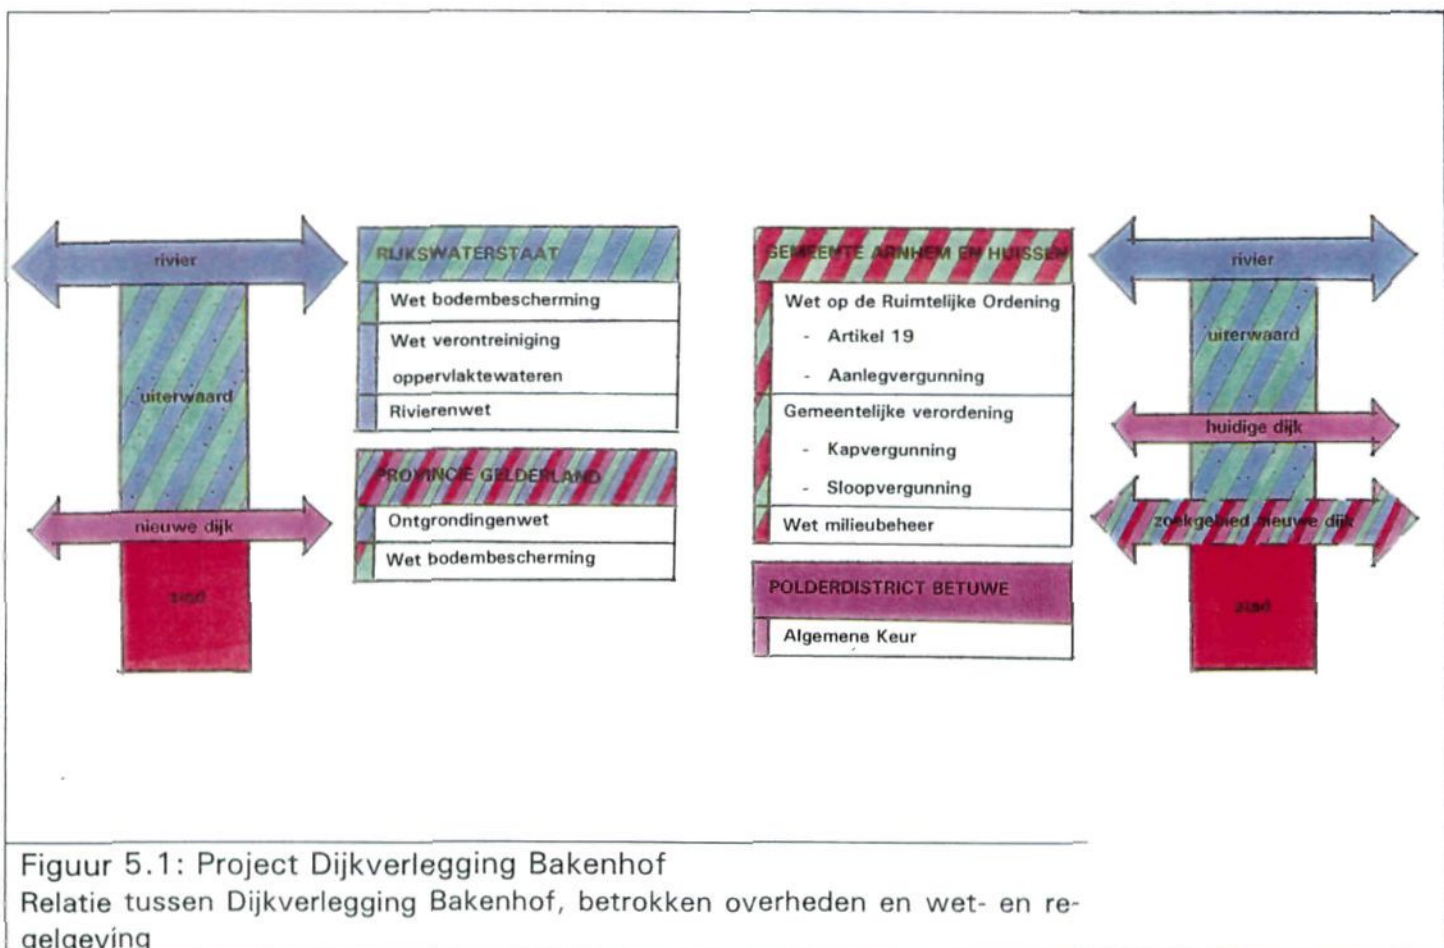 rivier
uiterwaard
nieuwe dijk
stad
RIJKSWATERSTAAT
Wet bodembescherming
Wet verontreiniging
oppervlaktewateren
Rivierenwet
PROVINCIE GELDERLAND
Ontgrondingenwet
Wet bodembescherming
GEMEENTE ARNHEM EN HUISSEN
Wet op de Ruimtelijke Ordening
- Artikel 19
- Aanlegvergunning
Gemeentelijke verordening
- Kapvergunning
- Sloopvergunning
Wet milieubeheer
POLDERDISTRICT BETUWE
Algemene Keur
rivier
uiterwaard
huidige dijk
zoekgebied nieuwe dijk
stad
Figuur 5.1: Project Dijkverlegging Bakenhof
Relatie tussen Dijkverlegging Bakenhof, betrokken overheden en wet- en re-
gelgeving